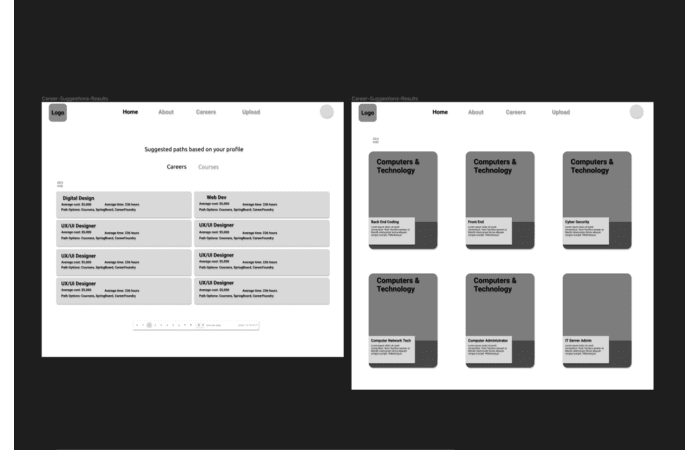 Career-Suggestions-Results
Logo
Home
About
Careers
Upload
Suggested paths based on your profile
Careers
Courses
Digital Design
Average cost: $5,000 Average time: 236 hours
Path Options: Coursera, SpringBoard, CareerFoundry
Web Dev
Average cost: $5,000 Average time: 236 hours
Path Options: Coursera, SpringBoard, CareerFoundry
UX/UI Designer
Average cost: $5,000 Average time: 236 hours
Path Options: Coursera, SpringBoard, CareerFoundry
UX/UI Designer
Average cost: $5,000 Average time: 236 hours
Path Options: Coursera, SpringBoard, CareerFoundry
UX/UI Designer
Average cost: $5,000 Average time: 236 hours
Path Options: Coursera, SpringBoard, CareerFoundry
UX/UI Designer
Average cost: $5,000 Average time: 236 hours
Path Options: Coursera, SpringBoard, CareerFoundry
UX/UI Designer
Average cost: $5,000 Average time: 236 hours
Path Options: Coursera, SpringBoard, CareerFoundry
UX/UI Designer
Average cost: $5,000 Average time: 236 hours
Path Options: Coursera, SpringBoard, CareerFoundry
Career-Suggestions-Results
Logo
Home
About
Careers
Upload
Computers &
Technology
Back End Coding
Computers &
Technology
Front End
Computers &
Technology
Cyber Security
Computers &
Technology
Computer Network Tech
Computers &
Technology
Computer Administrator
IT Server Admin